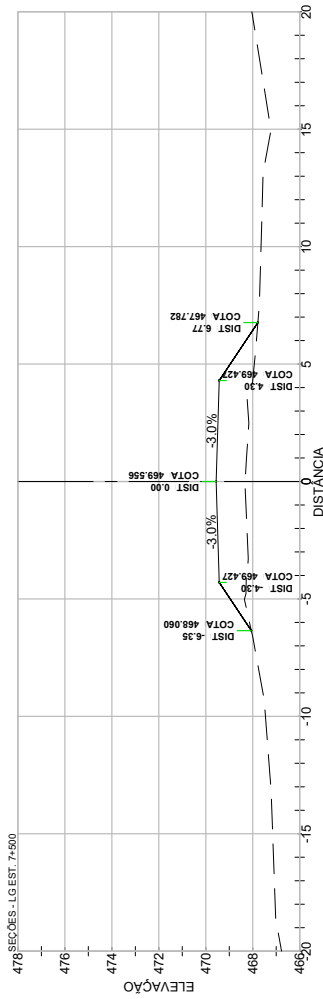 SEÇÕES - LG EST. 7+500
ELEVAÇÃO
478
476
474
472
470
468
466
-20
-15
-10
-5
0
5
10
15
20
DISTÂNCIA
DIST -6.35
COTA 468.060
DIST -4.30
COTA 469.427
-3.0%
DIST 0.00
COTA 469.556
-3.0%
DIST 4.30
COTA 469.427
DIST 6.77
COTA 467.782